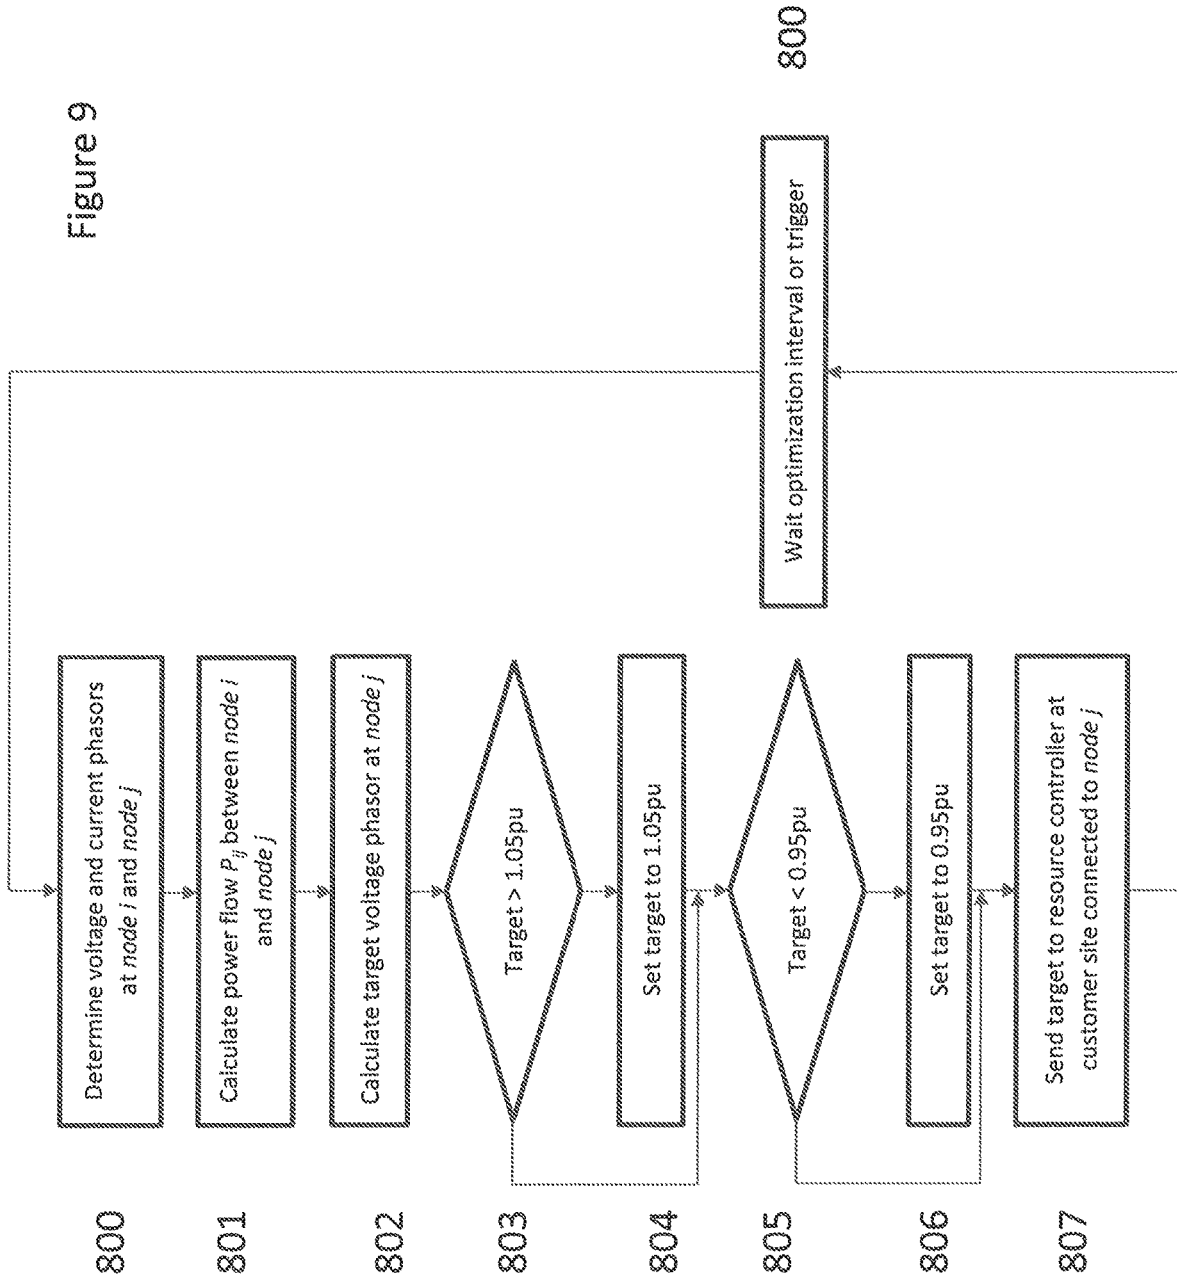 Figure 9
800
Determine voltage and current phasors
at node i and node j
801
Calculate power flow Pij between node i
and node j
802
Calculate target voltage phasor at node j
803
Target > 1.05pu
804
Set target to 1.05pu
805
Target < 0.95pu
806
Set target to 0.95pu
807
Send target to resource controller at
customer site connected to node j
Wait optimization interval or trigger
800